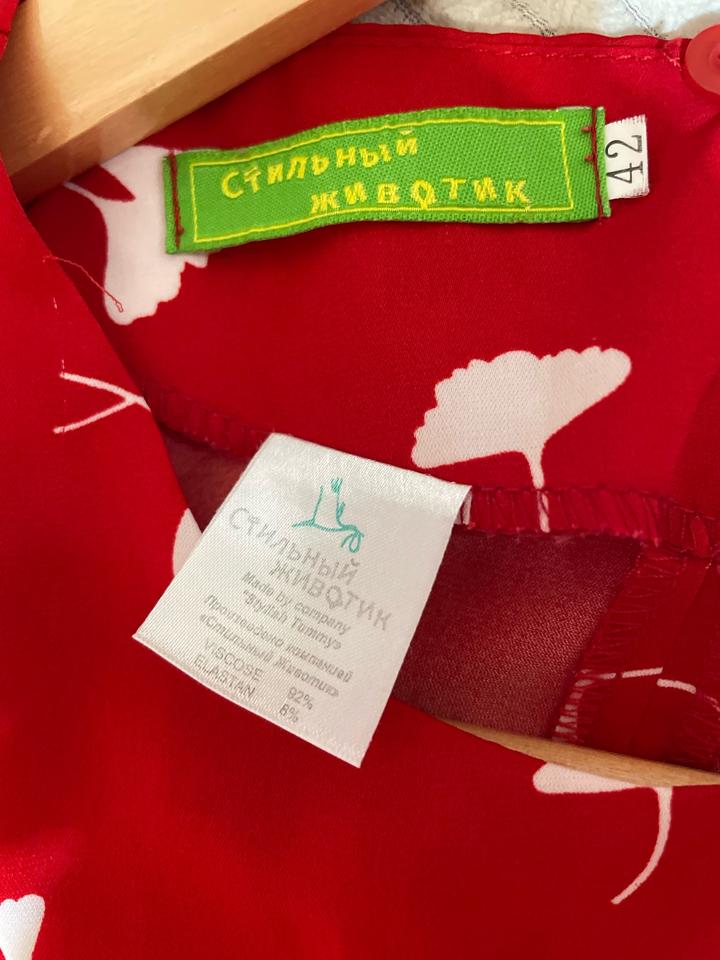 Стильный
животик
42
Стильный
животик
Made by company
"Stylish Tummy»
Произведено компанией
«Стильный Животик»
VISCOSE 92%
ELASTAN 8%